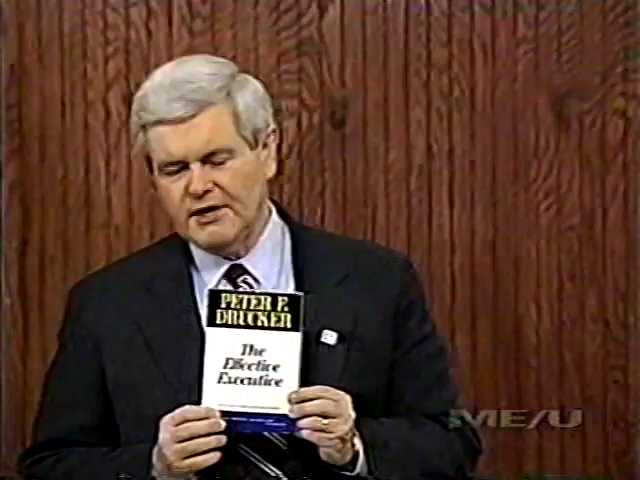 PETER F.
DRUCKER
The
Effective
Executive
ME/U